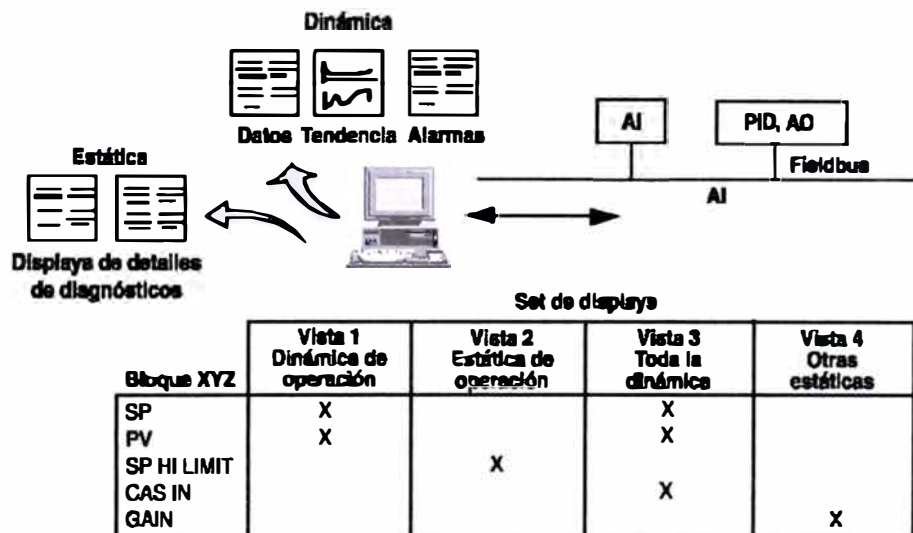 Dinámica
Datos Tendencia Alarmas
Estática
Displays de detalles
de diagnósticos
AI
PID, AO
Fieldbus
AI
Set de displays
Bloque XYZ
Vista 1
Dinámica de
operación
Vista 2
Estática de
operación
Vista 3
Toda la
dinámica
Vista 4
Otras
estáticas
SP X X
PV X X
SP HI LIMIT X
CAS IN X
GAIN X